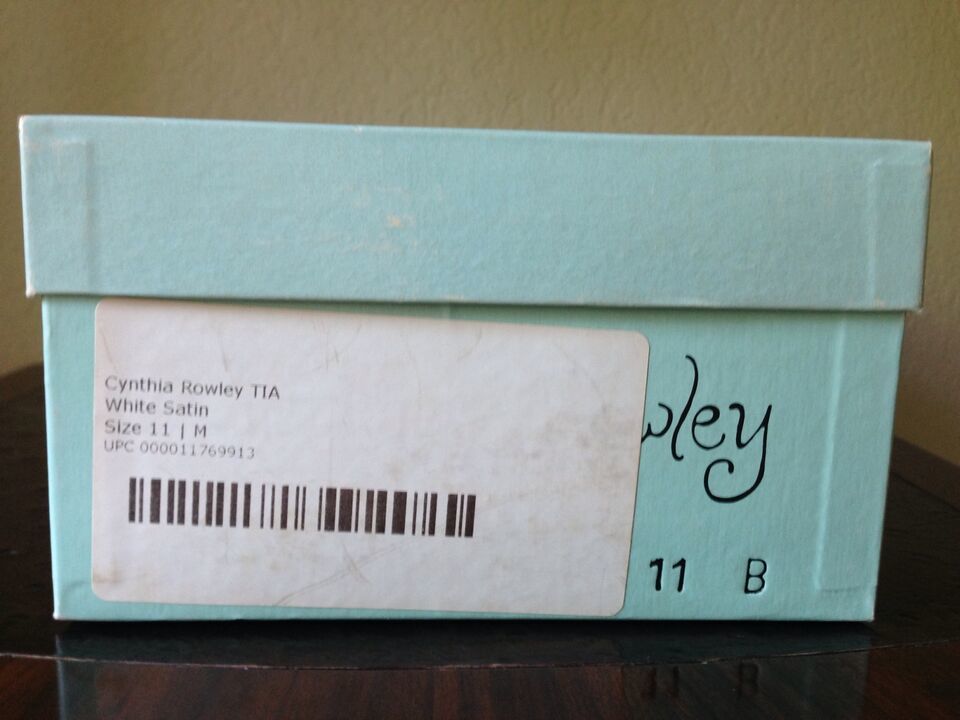 Cynthia Rowley TIA
White Satin
Size 11 | M
UPC 000011769913
wley
11 B